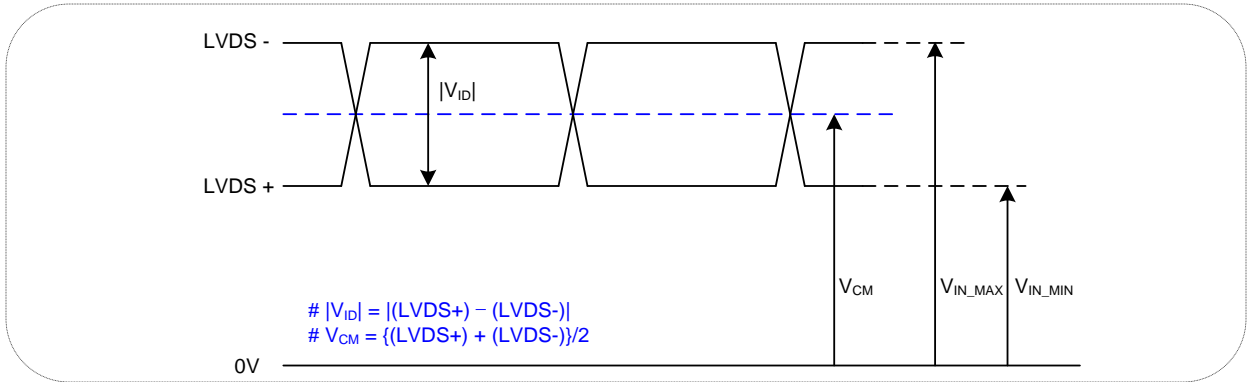 LVDS -
|VID|
LVDS +
VCM
VIN_MAX
VIN_MIN
# |VID| = |(LVDS+) − (LVDS-)|
# VCM = {(LVDS+) + (LVDS-)}/2
0V